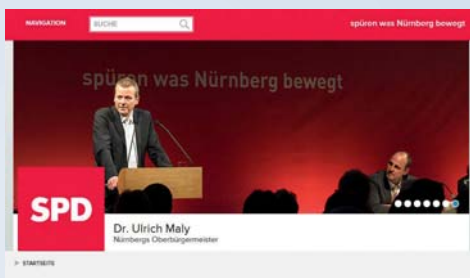 NAVIGATION
SUCHE
spüren was Nürnberg bewegt
spüren was Nürnberg bewegt
SPD
Dr. Ulrich Maly
Nürnbergs Oberbürgermeister
STARTSEITE